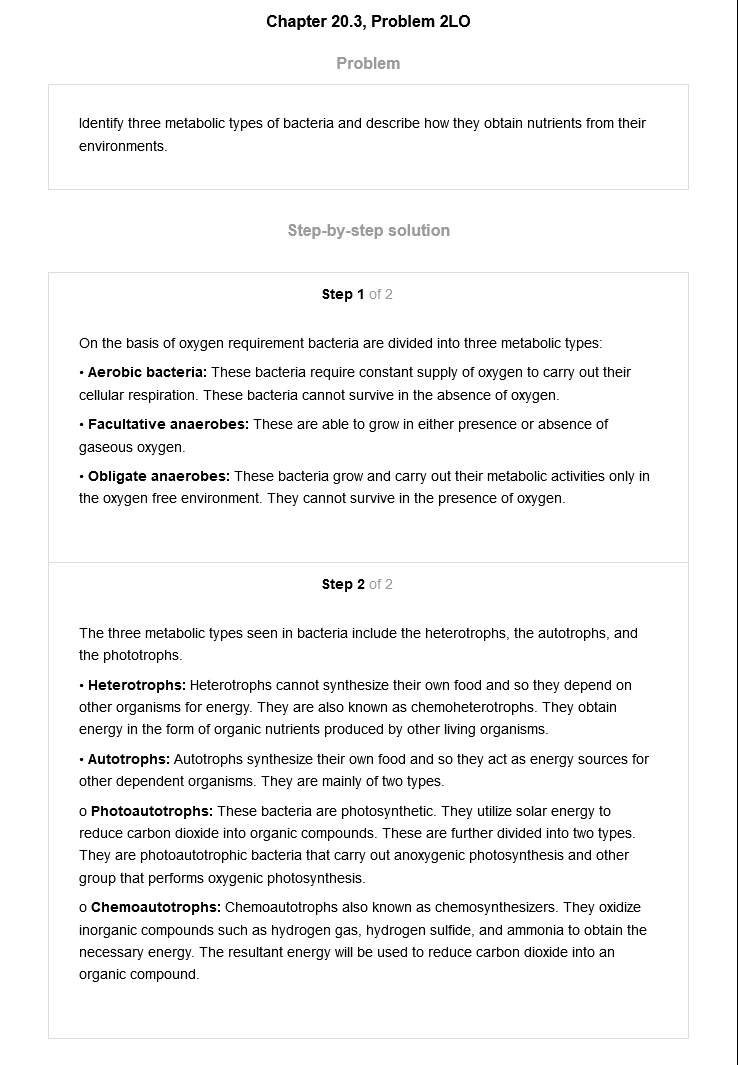 Chapter 20.3, Problem 2LO
Problem
Identify three metabolic types of bacteria and describe how they obtain nutrients from their
environments.
Step-by-step solution
Step 1 of 2
On the basis of oxygen requirement bacteria are divided into three metabolic types:
• Aerobic bacteria: These bacteria require constant supply of oxygen to carry out their
cellular respiration. These bacteria cannot survive in the absence of oxygen.
• Facultative anaerobes: These are able to grow in either presence or absence of
gaseous oxygen.
• Obligate anaerobes: These bacteria grow and carry out their metabolic activities only in
the oxygen free environment. They cannot survive in the presence of oxygen.
Step 2 of 2
The three metabolic types seen in bacteria include the heterotrophs, the autotrophs, and
the phototrophs.
• Heterotrophs: Heterotrophs cannot synthesize their own food and so they depend on
other organisms for energy. They are also known as chemoheterotrophs. They obtain
energy in the form of organic nutrients produced by other living organisms.
• Autotrophs: Autotrophs synthesize their own food and so they act as energy sources for
other dependent organisms. They are mainly of two types.
o Photoautotrophs: These bacteria are photosynthetic. They utilize solar energy to
reduce carbon dioxide into organic compounds. These are further divided into two types.
They are photoautotrophic bacteria that carry out anoxygenic photosynthesis and other
group that performs oxygenic photosynthesis.
o Chemoautotrophs: Chemoautotrophs also known as chemosynthesizers. They oxidize
inorganic compounds such as hydrogen gas, hydrogen sulfide, and ammonia to obtain the
necessary energy. The resultant energy will be used to reduce carbon dioxide into an
organic compound.